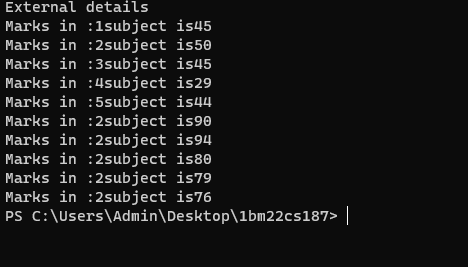 External details
Marks in :1subject is45
Marks in :2subject is50
Marks in :3subject is45
Marks in :4subject is29
Marks in :5subject is44
Marks in :2subject is90
Marks in :2subject is94
Marks in :2subject is80
Marks in :2subject is79
Marks in :2subject is76
PS C:\Users\Admin\Desktop\1bm22cs187>